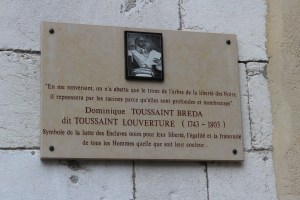 "En me renversant, on n'a abattu que le tronc de l'arbre de la liberté des Noirs,
il repoussera par les racines parce qu'elles sont profondes et nombreuses"
Dominique TOUSSAINT BREDA
dit TOUSSAINT LOUVERTURE ( 1743 - 1803 )
Symbole de la lutte des Esclaves noirs pour leur liberté, l'égalité et la fraternité
de tous les Hommes quelle que soit leur couleur.